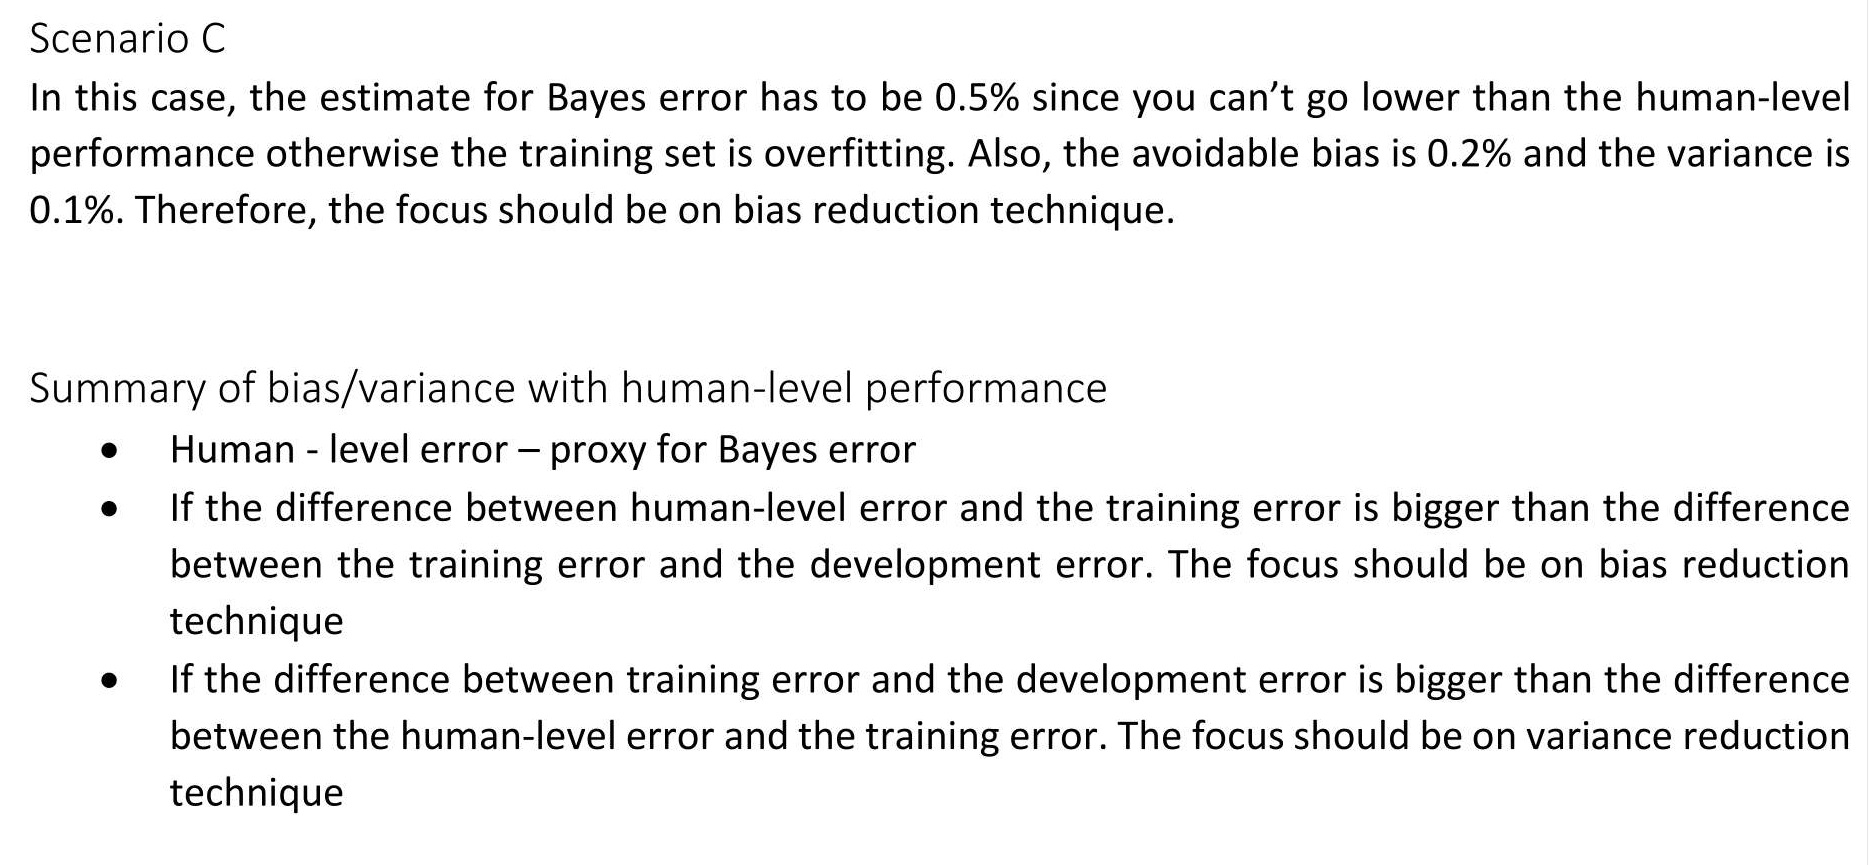 Scenario C
In this case, the estimate for Bayes error has to be 0.5% since you can’t go lower than the human-level
performance otherwise the training set is overfitting. Also, the avoidable bias is 0.2% and the variance is
0.1%. Therefore, the focus should be on bias reduction technique.
Summary of bias/variance with human-level performance
• Human - level error – proxy for Bayes error
• If the difference between human-level error and the training error is bigger than the difference
between the training error and the development error. The focus should be on bias reduction
technique
• If the difference between training error and the development error is bigger than the difference
between the human-level error and the training error. The focus should be on variance reduction
technique